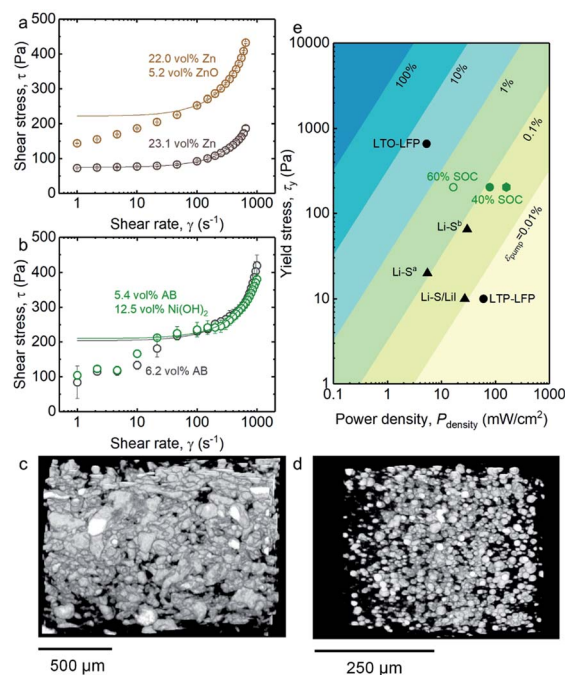 a
500
400
300
200
100
0
Shear stress, τ (Pa)
22.0 vol% Zn
5.2 vol% ZnO
23.1 vol% Zn
1
10
100
1000
Shear rate, γ (s⁻¹)
b
500
400
300
200
100
0
Shear stress, τ (Pa)
5.4 vol% AB
12.5 vol% Ni(OH)₂
6.2 vol% AB
1
10
100
1000
Shear rate, γ (s⁻¹)
e
10000
1000
100
10
1
Yield stress, τy (Pa)
100%
10%
1%
0.1%
εpump=0.01%
LTO-LFP
60% SOC
40% SOC
Li-Sᵇ
Li-Sᵃ
Li-S/LiI
LTP-LFP
0.1
1
10
100
1000
Power density, Pdensity (mW/cm²)
c
500 μm
d
250 μm